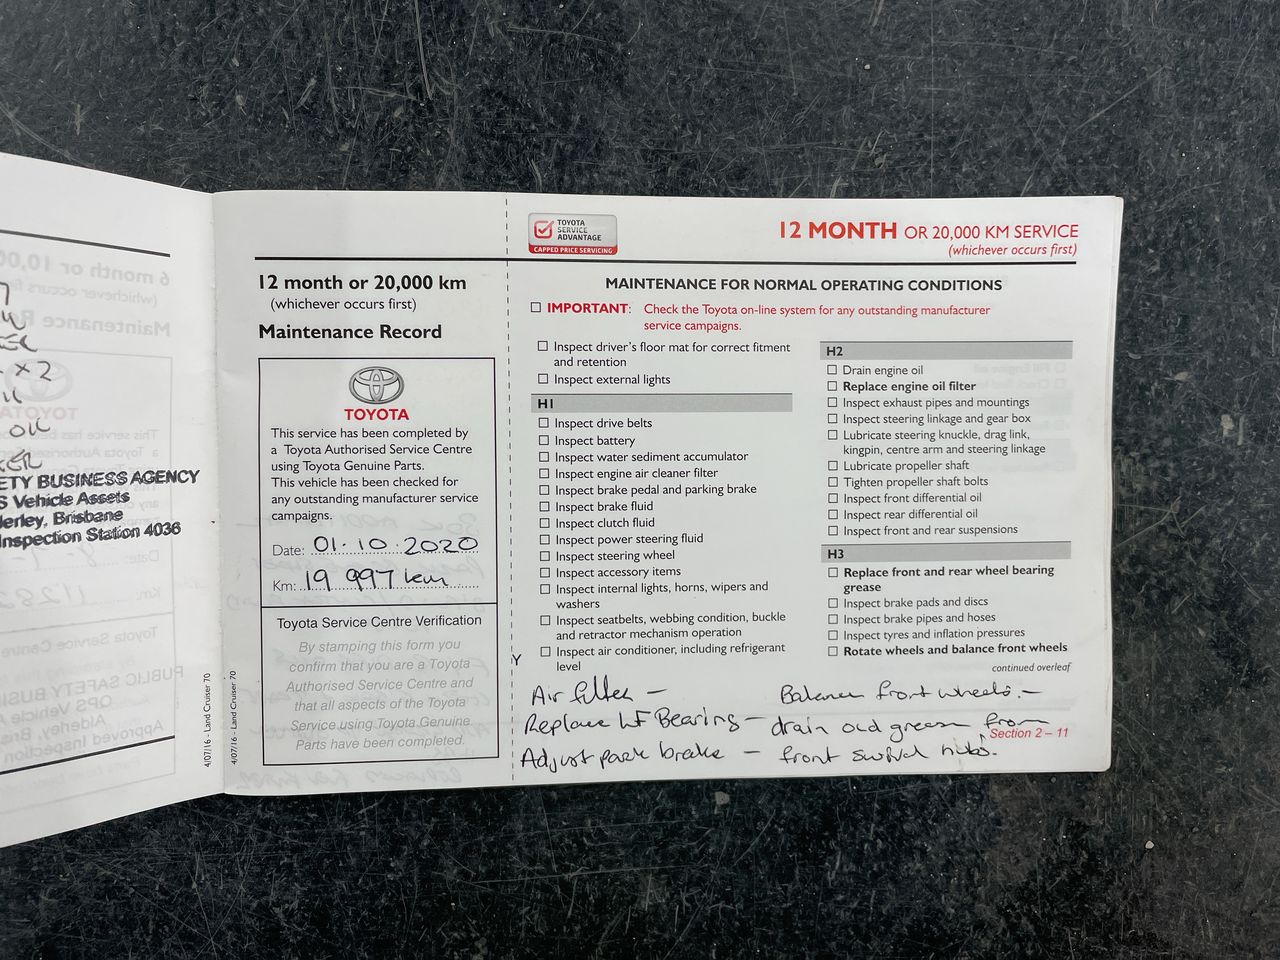 × 2
OK
ETY BUSINESS AGENCY
S Vehicle Assets
derley, Brisbane
Inspection Station 4036
4/07/16 - Land Cruiser 70
4/07/16 - Land Cruiser 70
12 month or 20,000 km
(whichever occurs first)
Maintenance Record
TOYOTA
This service has been completed by
a Toyota Authorised Service Centre
using Toyota Genuine Parts.
This vehicle has been checked for
any outstanding manufacturer service
campaigns.
Date: 01.10.2020
Km: 19 997 km
Toyota Service Centre Verification
By stamping this form you
confirm that you are a Toyota
Authorised Service Centre and
that all aspects of the Toyota
Service using Toyota Genuine
Parts have been completed.
TOYOTA
SERVICE
ADVANTAGE
CAPPED PRICE SERVICING
12 MONTH OR 20,000 KM SERVICE
(whichever occurs first)
MAINTENANCE FOR NORMAL OPERATING CONDITIONS
IMPORTANT: Check the Toyota on-line system for any outstanding manufacturer
service campaigns.
Inspect driver's floor mat for correct fitment
and retention
Inspect external lights
H1
Inspect drive belts
Inspect battery
Inspect water sediment accumulator
Inspect engine air cleaner filter
Inspect brake pedal and parking brake
Inspect brake fluid
Inspect clutch fluid
Inspect power steering fluid
Inspect steering wheel
Inspect accessory items
Inspect internal lights, horns, wipers and
washers
Inspect seatbelts, webbing condition, buckle
and retractor mechanism operation
Inspect air conditioner, including refrigerant
level
H2
Drain engine oil
Replace engine oil filter
Inspect exhaust pipes and mountings
Inspect steering linkage and gear box
Lubricate steering knuckle, drag link,
kingpin, centre arm and steering linkage
Lubricate propeller shaft
Tighten propeller shaft bolts
Inspect front differential oil
Inspect rear differential oil
Inspect front and rear suspensions
H3
Replace front and rear wheel bearing
grease
Inspect brake pads and discs
Inspect brake pipes and hoses
Inspect tyres and inflation pressures
Rotate wheels and balance front wheels
continued overleaf
Y
Air filter -
Replace LF Bearing -
Adjust park brake -
Balance front wheels. -
drain old grease from
front swivel hubs.
Section 2 – 11